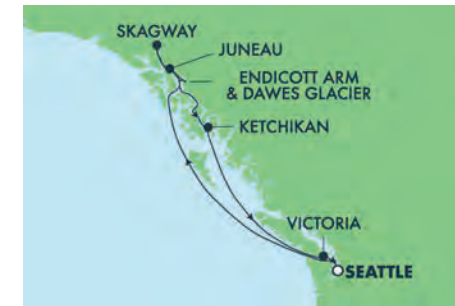 SKAGWAY
JUNEAU
ENDICOTT ARM
& DAWES GLACIER
KETCHIKAN
VICTORIA
SEATTLE